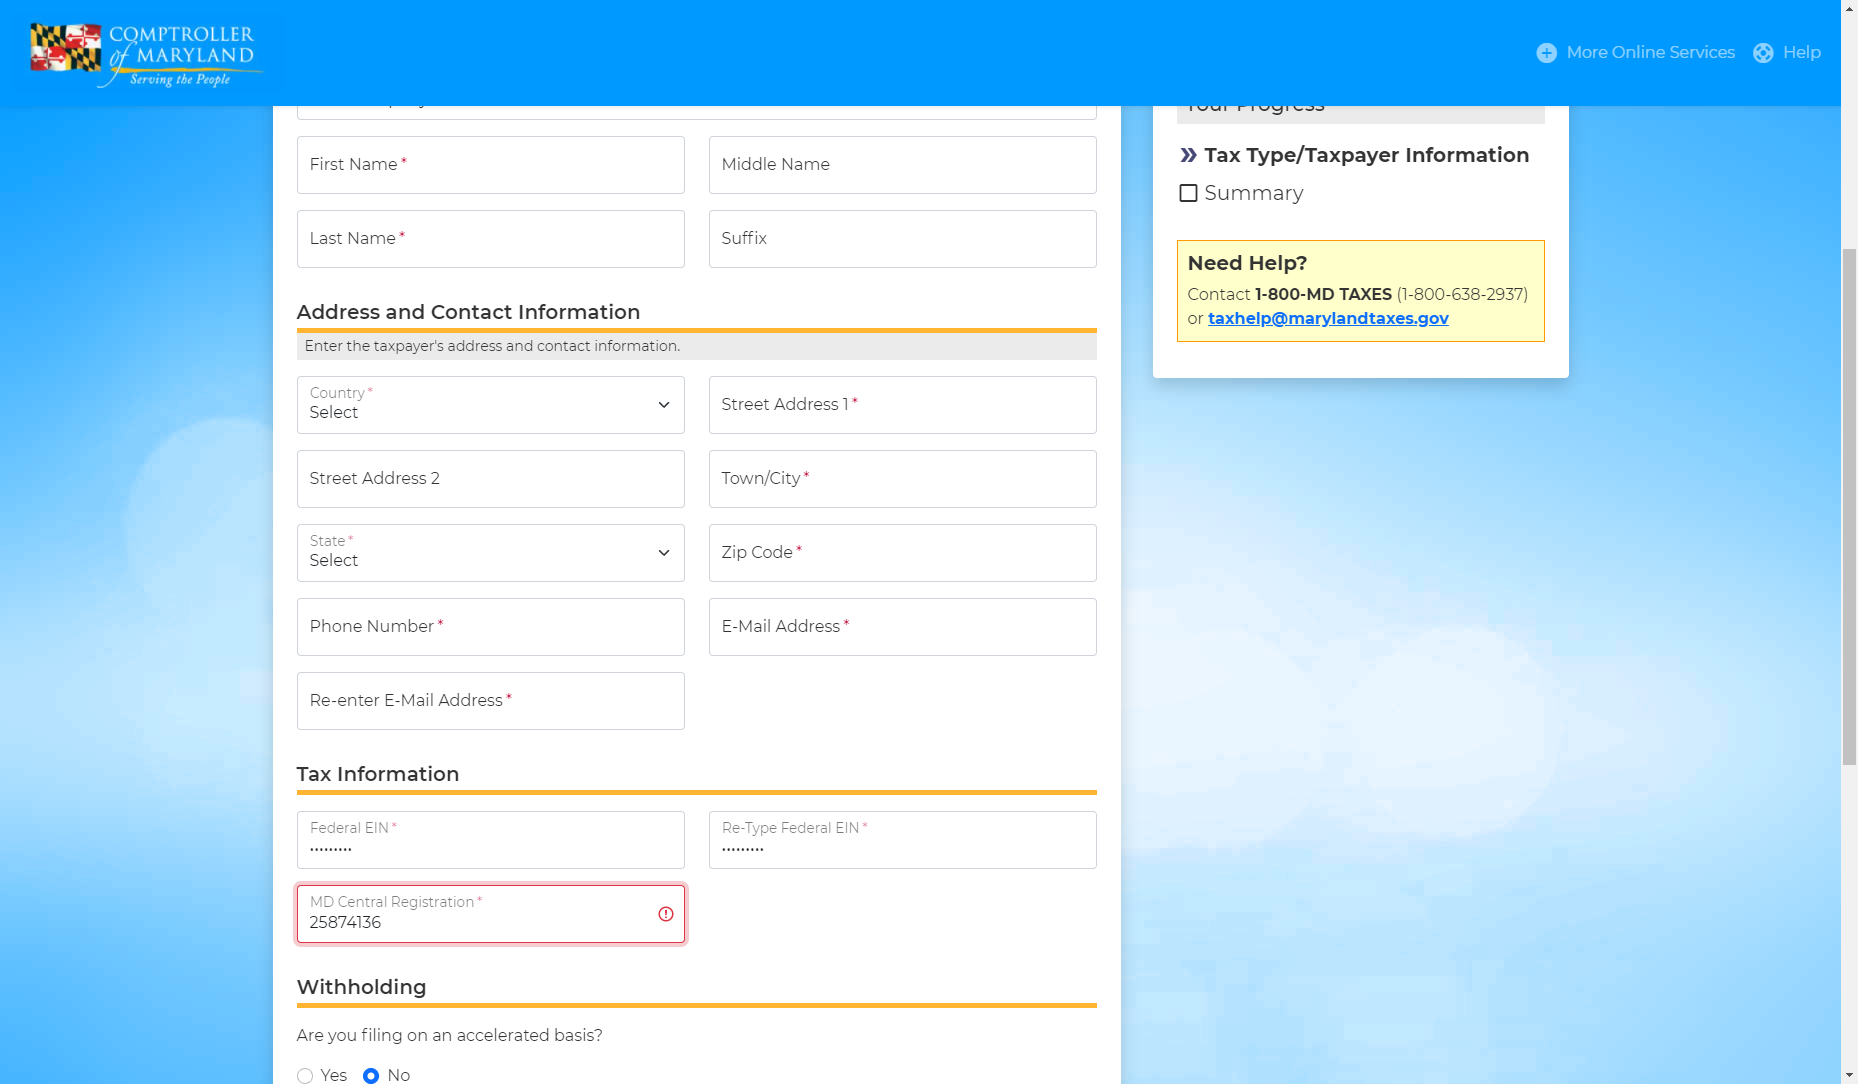 COMPTROLLER
of MARYLAND
Serving the People
More Online Services
Help
First Name *
Middle Name
Last Name *
Suffix
Address and Contact Information
Enter the taxpayer's address and contact information.
Country *
Select
Street Address 1 *
Street Address 2
Town/City *
State *
Select
Zip Code *
Phone Number *
E-Mail Address *
Re-enter E-Mail Address *
Tax Information
Federal EIN *
•••••••••
Re-Type Federal EIN *
•••••••••
MD Central Registration *
25874136
Withholding
Are you filing on an accelerated basis?
Yes
No
Your Progress
Tax Type/Taxpayer Information
Summary
Need Help?
Contact 1-800-MD TAXES (1-800-638-2937)
or taxhelp@marylandtaxes.gov